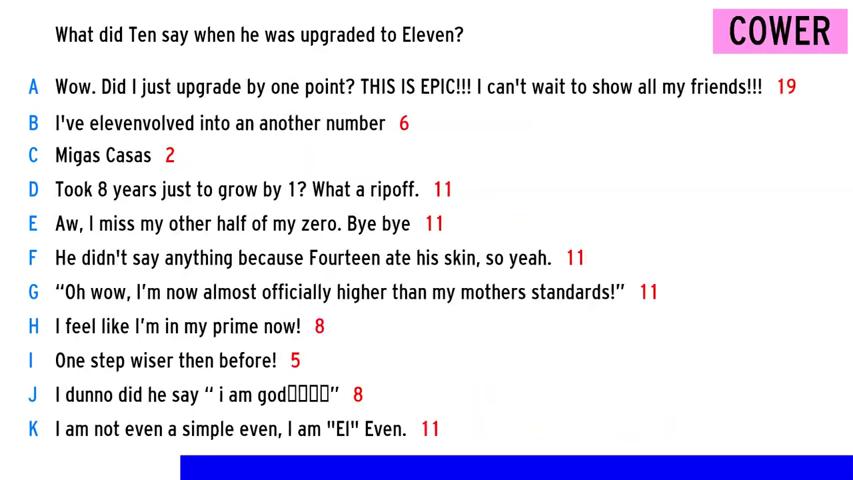 What did Ten say when he was upgraded to Eleven?
COWER
A Wow. Did I just upgrade by one point? THIS IS EPIC!!! I can't wait to show all my friends!!! 19
B I've elevenvolved into an another number 6
C Migas Casas 2
D Took 8 years just to grow by 1? What a ripoff. 11
E Aw, I miss my other half of my zero. Bye bye 11
F He didn't say anything because Fourteen ate his skin, so yeah. 11
G “Oh wow, I’m now almost officially higher than my mothers standards!” 11
H I feel like I’m in my prime now! 8
I One step wiser then before! 5
J I dunno did he say “ i am god▯▯▯▯” 8
K I am not even a simple even, I am "El" Even. 11